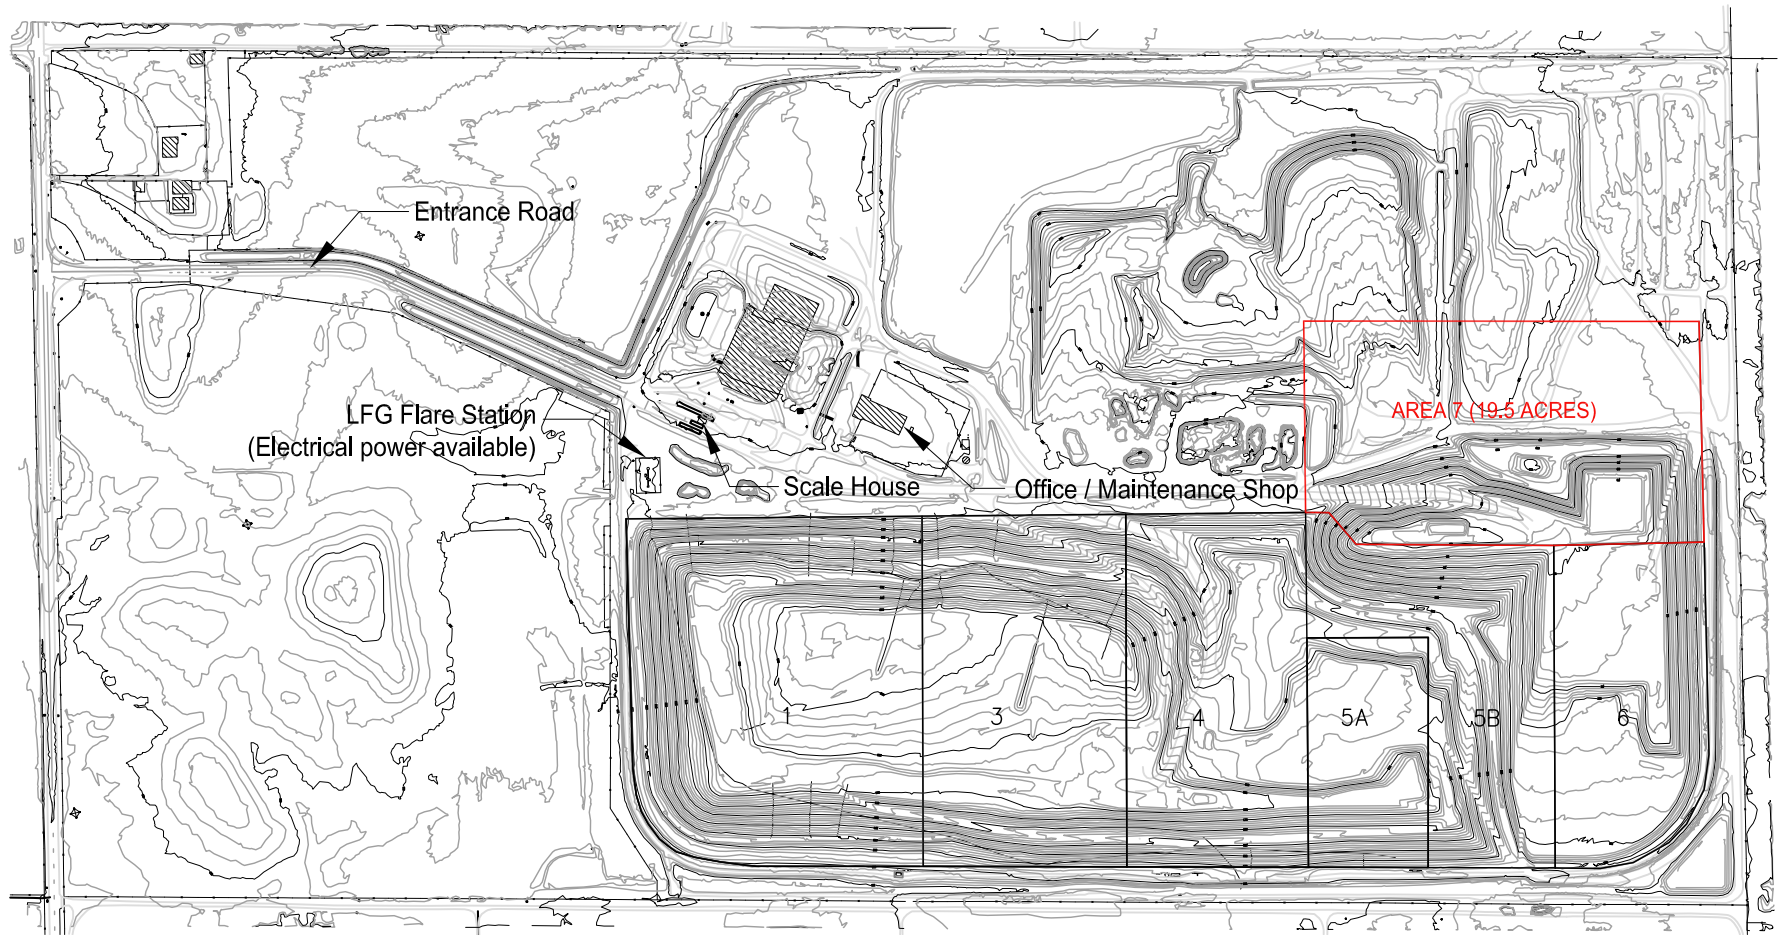 Entrance Road
AREA 7 (19.5 ACRES)
LFG Flare Station
(Electrical power available)
Scale House
Office / Maintenance Shop
1
3
4
5A
5B
6